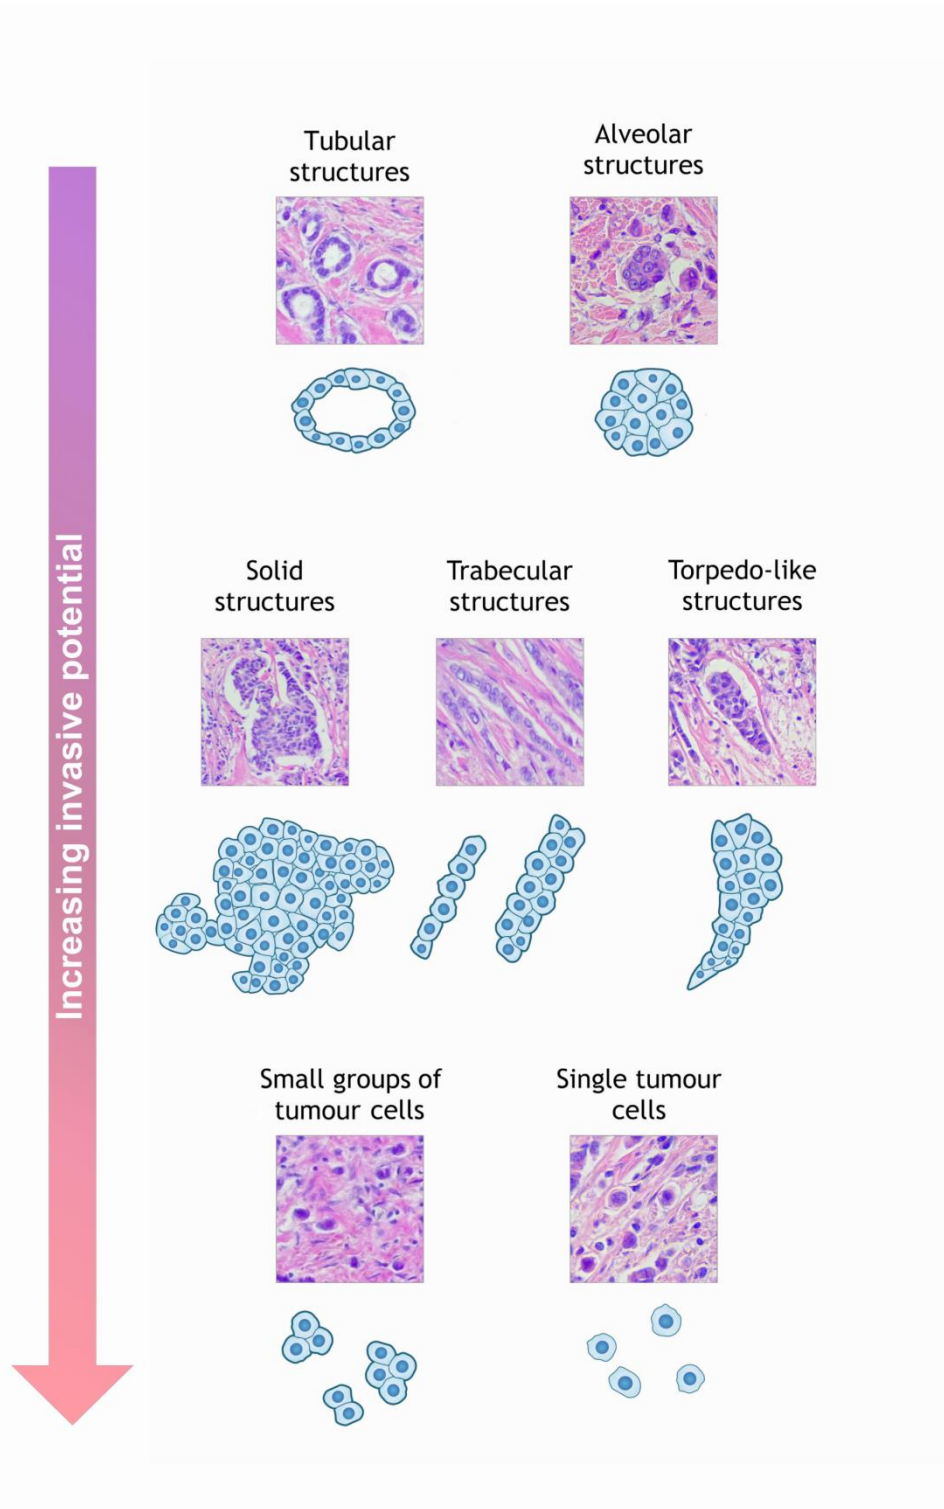 Tubular
structures
Alveolar
structures
Increasing invasive potential
Solid
structures
Trabecular
structures
Torpedo-like
structures
Small groups of
tumour cells
Single tumour
cells